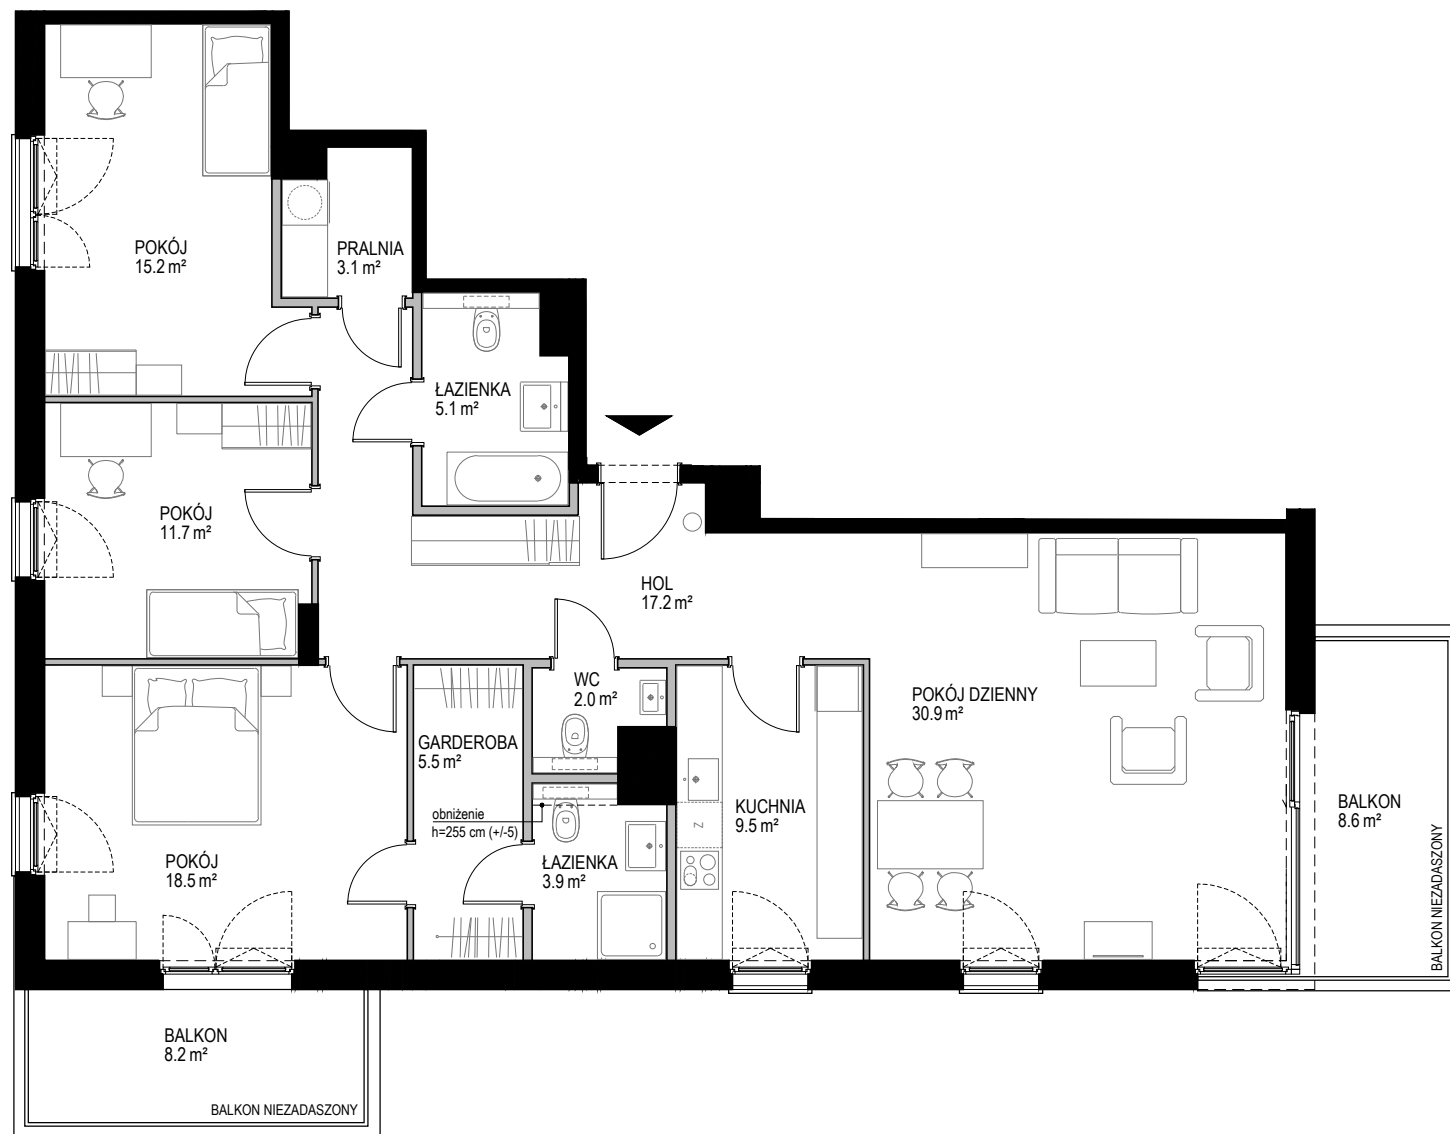 POKÓJ
15.2 m²
PRALNIA
3.1 m²
ŁAZIENKA
5.1 m²
POKÓJ
11.7 m²
HOL
17.2 m²
WC
2.0 m²
POKÓJ DZIENNY
30.9 m²
GARDEROBA
5.5 m²
obniżenie
h=255 cm (+/-5)
KUCHNIA
9.5 m²
Z
BALKON
8.6 m²
BALKON NIEZADASZONY
POKÓJ
18.5 m²
ŁAZIENKA
3.9 m²
BALKON
8.2 m²
BALKON NIEZADASZONY